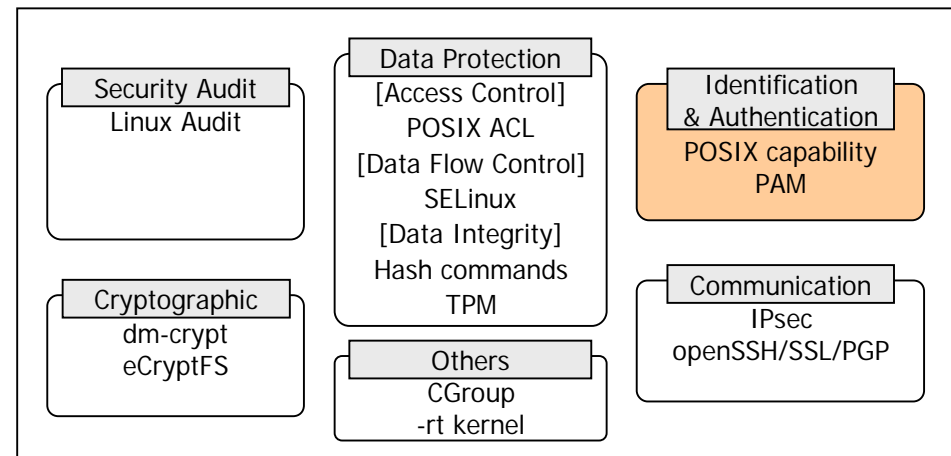 Security Audit
Linux Audit
Data Protection
[Access Control]
POSIX ACL
[Data Flow Control]
SELinux
[Data Integrity]
Hash commands
TPM
Identification
& Authentication
POSIX capability
PAM
Cryptographic
dm-crypt
eCryptFS
Others
CGroup
-rt kernel
Communication
IPsec
openSSH/SSL/PGP